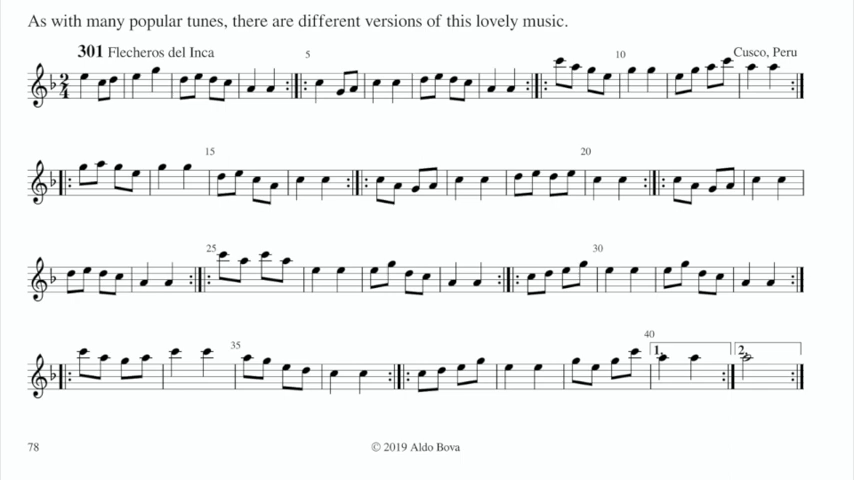 As with many popular tunes, there are different versions of this lovely music.
301 Flecheros del Inca
Cusco, Peru
5
10
15
20
25
30
35
40
1.
2.
78
© 2019 Aldo Bova